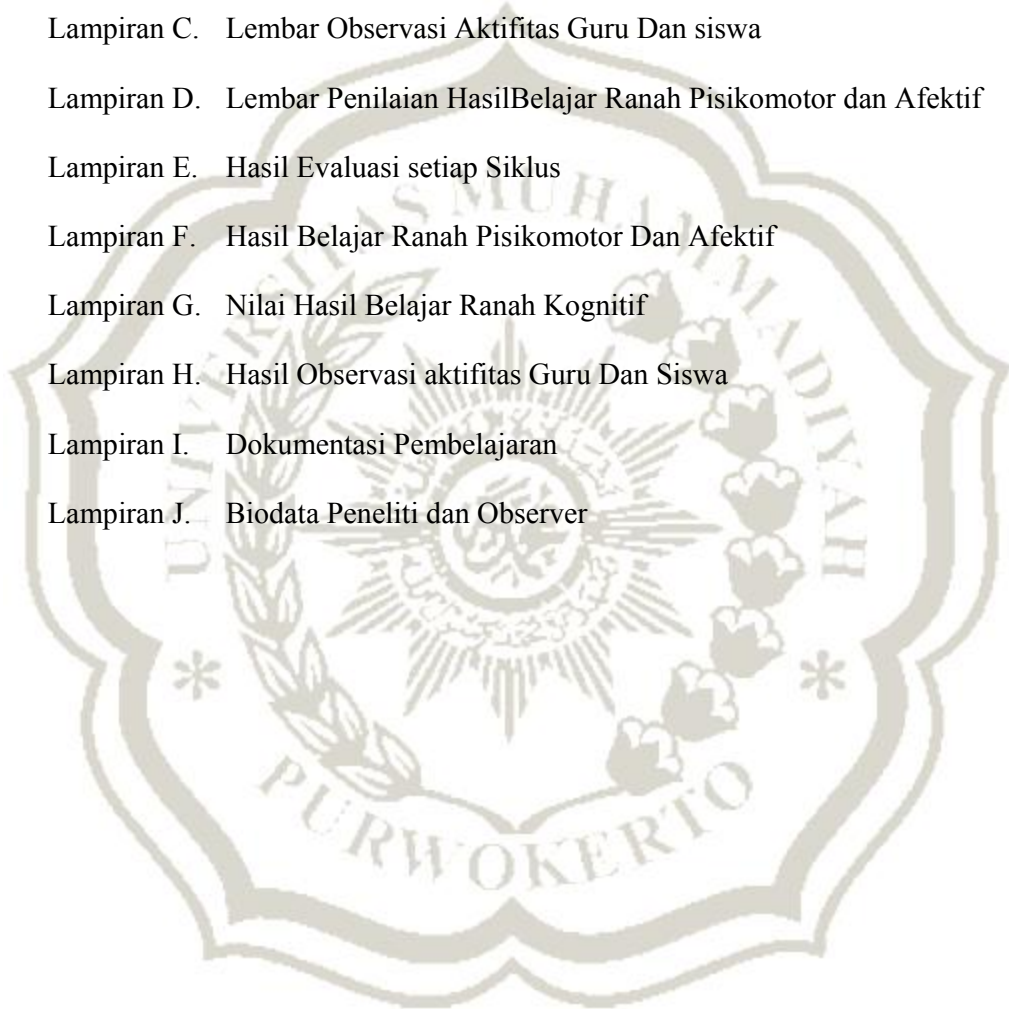 Lampiran C. Lembar Observasi Aktifitas Guru Dan siswa
Lampiran D. Lembar Penilaian HasilBelajar Ranah Pisikomotor dan Afektif
Lampiran E. Hasil Evaluasi setiap Siklus
Lampiran F. Hasil Belajar Ranah Pisikomotor Dan Afektif
Lampiran G. Nilai Hasil Belajar Ranah Kognitif
Lampiran H. Hasil Observasi aktifitas Guru Dan Siswa
Lampiran I. Dokumentasi Pembelajaran
Lampiran J. Biodata Peneliti dan Observer
UNIVERSITAS MUHAMMADIYAH
PURWOKERTO